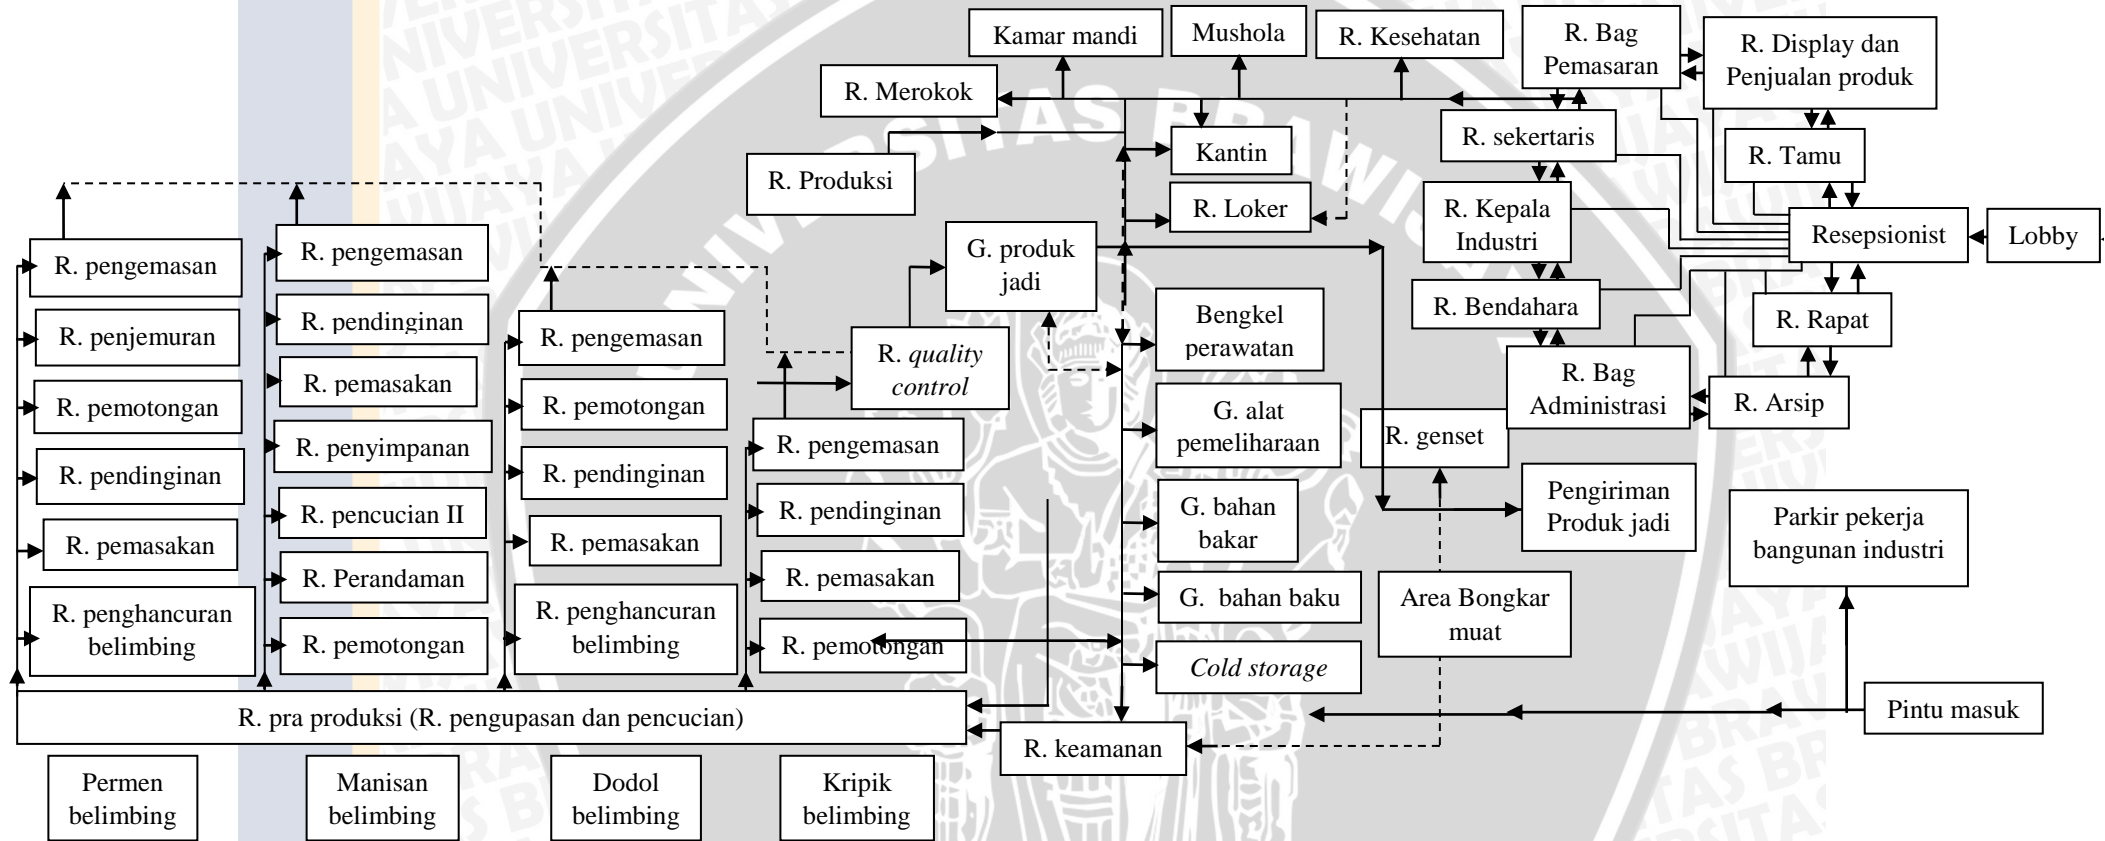 Kamar mandi
Mushola
R. Kesehatan
R. Bag
Pemasaran
R. Display dan
Penjualan produk
R. Merokok
R. sekertaris
Kantin
R. Tamu
R. Produksi
R. Loker
R. Kepala
Industri
Resepsionist
Lobby
R. pengemasan
R. pengemasan
G. produk
jadi
R. Bendahara
R. Rapat
R. penjemuran
R. pendinginan
R. pengemasan
R. quality
control
Bengkel
perawatan
R. Bag
Administrasi
R. Arsip
R. pemotongan
R. pemasakan
R. pemotongan
R. pengemasan
G. alat
pemeliharaan
R. genset
R. pendinginan
R. penyimpanan
R. pendinginan
R. pendinginan
G. bahan
bakar
Pengiriman
Produk jadi
Parkir pekerja
bangunan industri
R. pemasakan
R. pencucian II
R. pemasakan
R. pemasakan
G. bahan baku
Area Bongkar
muat
R. penghancuran
belimbing
R. Perandaman
R. pemotongan
R. penghancuran
belimbing
R. pemotongan
Cold storage
R. pra produksi (R. pengupasan dan pencucian)
R. keamanan
Pintu masuk
Permen
belimbing
Manisan
belimbing
Dodol
belimbing
Kripik
belimbing
UNIVERSITAS BRAWIJAYA